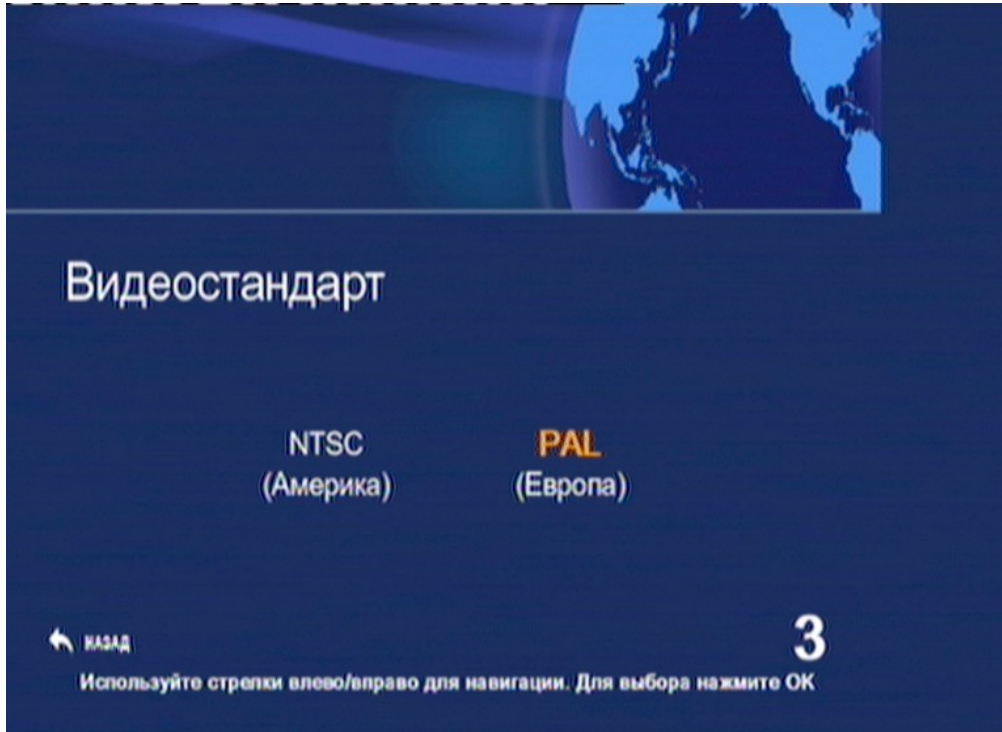 Видеостандарт
NTSC PAL
(Америка) (Европа)
3
НАЗАД
Используйте стрелки влево/вправо для навигации. Для выбора нажмите OK